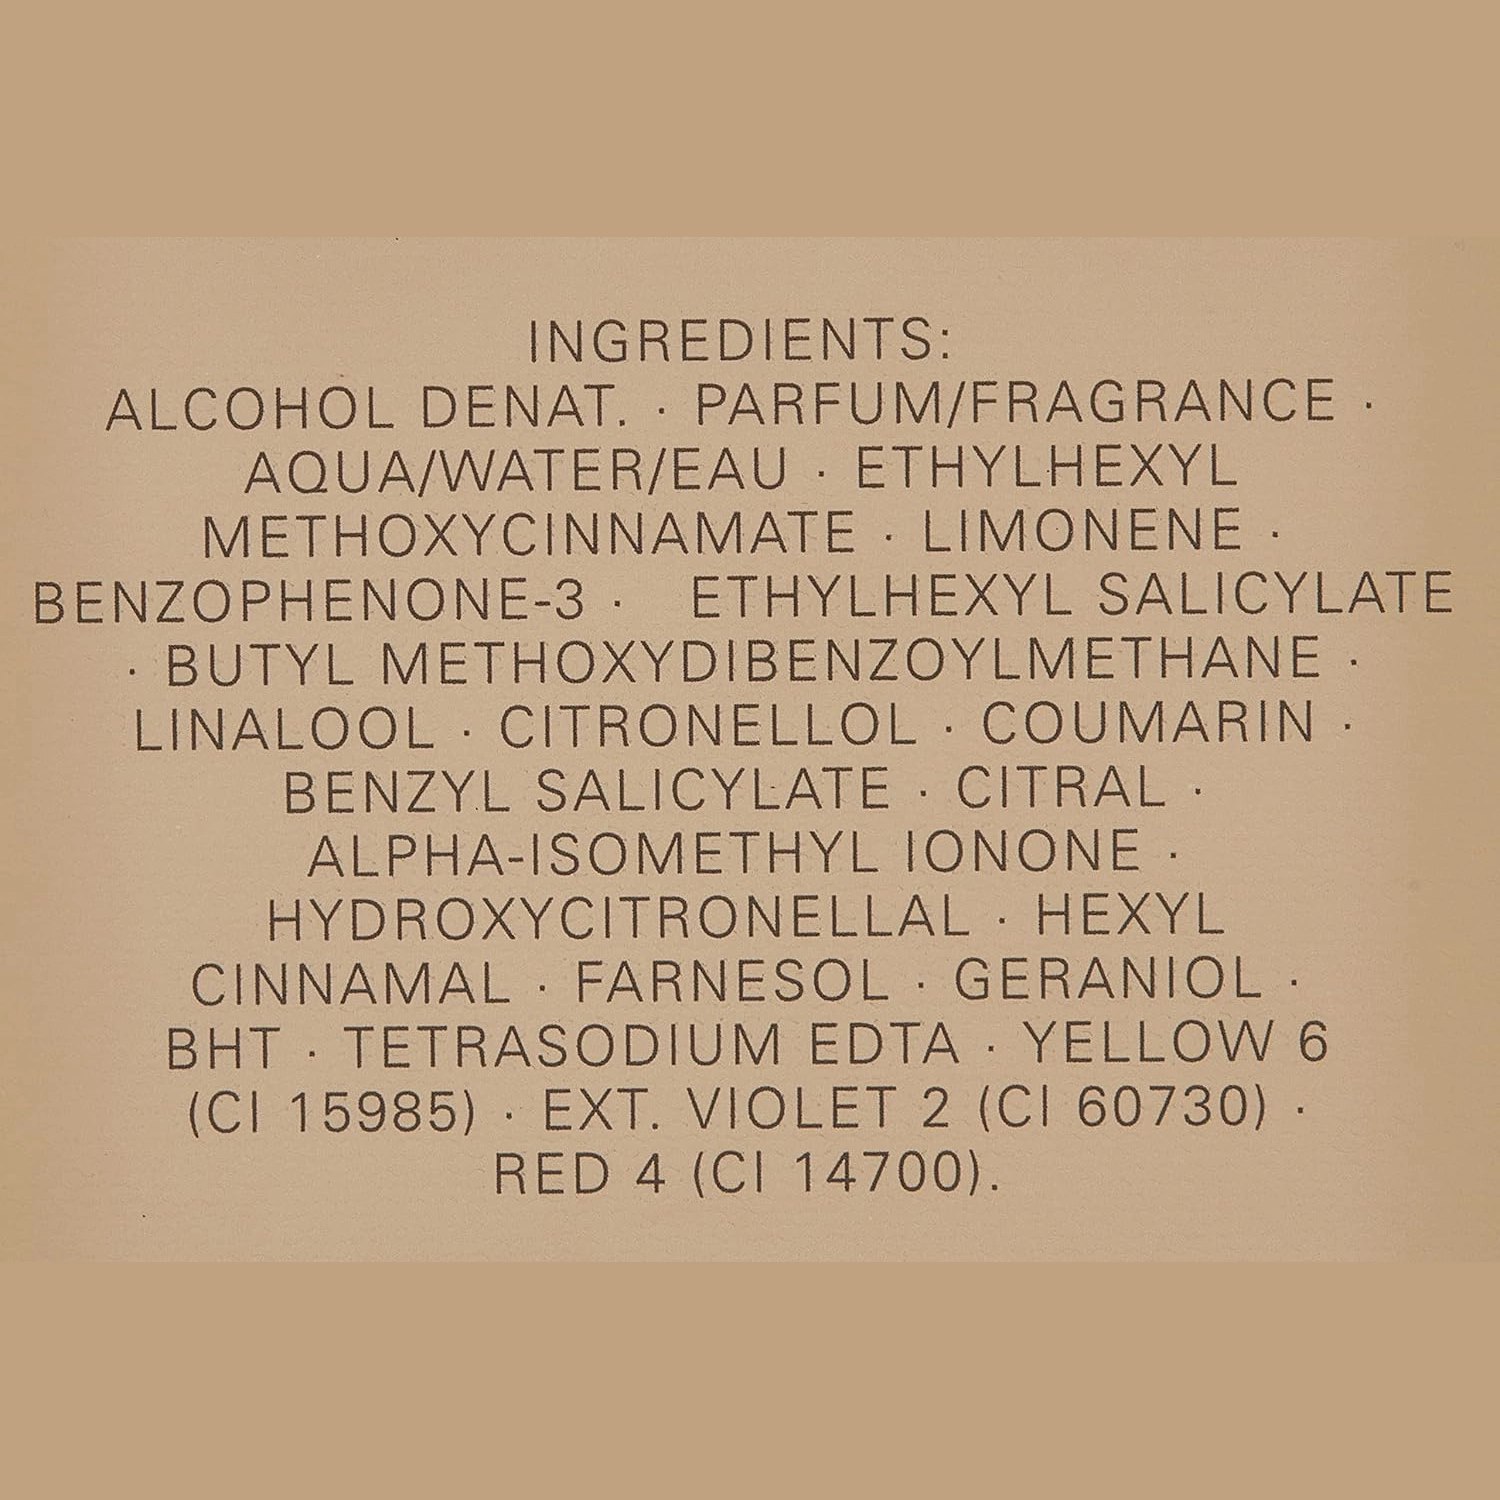 INGREDIENTS:
ALCOHOL DENAT. · PARFUM/FRAGRANCE ·
AQUA/WATER/EAU · ETHYLHEXYL
METHOXYCINNAMATE · LIMONENE ·
BENZOPHENONE-3 · ETHYLHEXYL SALICYLATE
· BUTYL METHOXYDIBENZOYLMETHANE ·
LINALOOL · CITRONELLOL · COUMARIN ·
BENZYL SALICYLATE · CITRAL ·
ALPHA-ISOMETHYL IONONE ·
HYDROXYCITRONELLAL · HEXYL
CINNAMAL · FARNESOL · GERANIOL ·
BHT · TETRASODIUM EDTA · YELLOW 6
(CI 15985) · EXT. VIOLET 2 (CI 60730) ·
RED 4 (CI 14700).